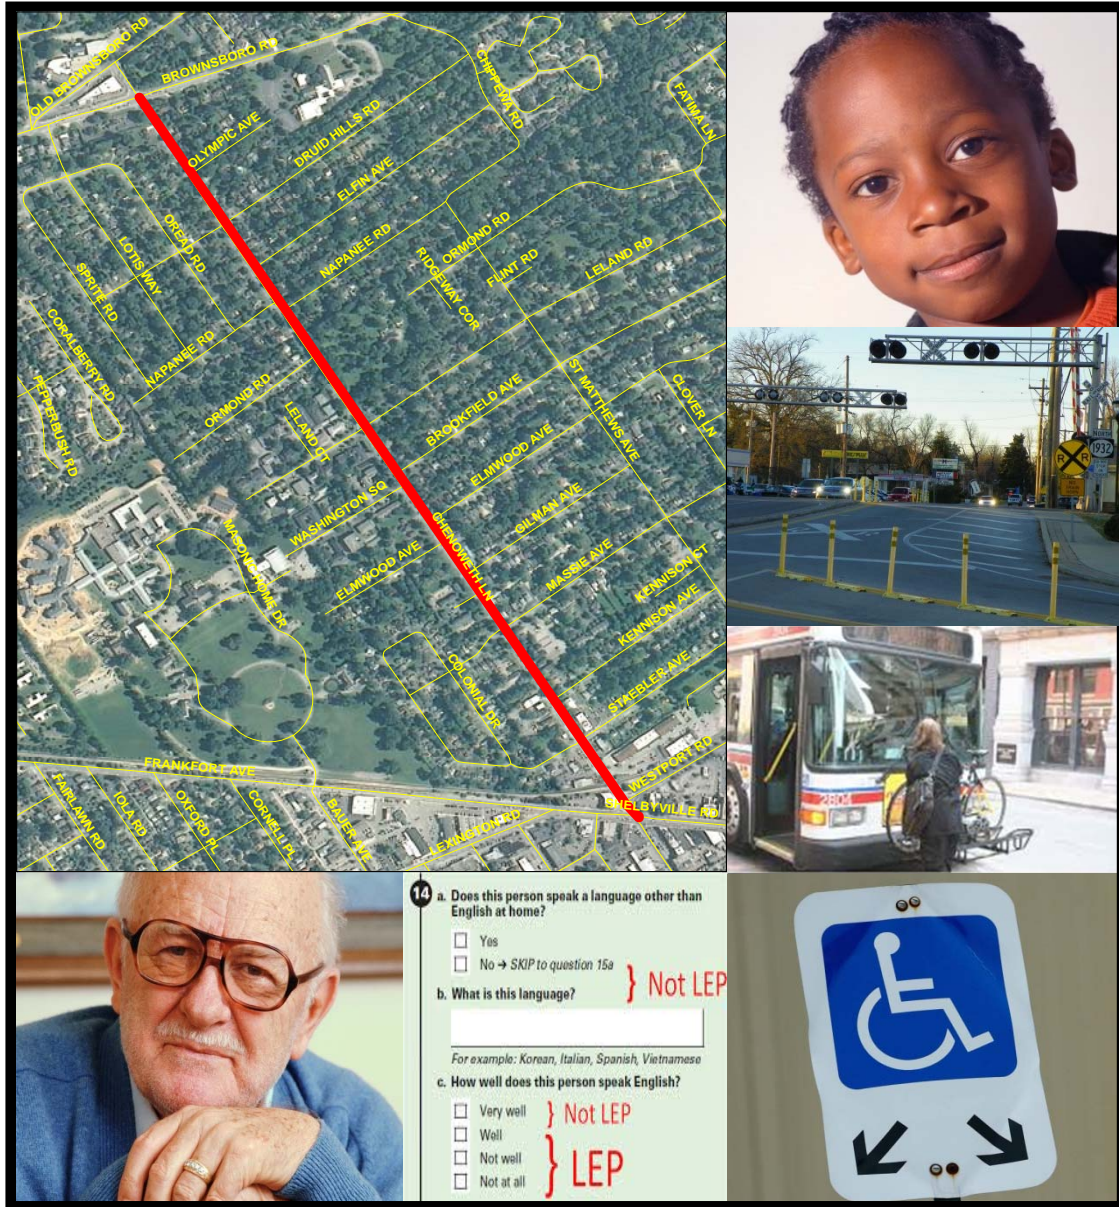 OLD BROWNSBORO RD
BROWNSBORO RD
CHIPPEWA RD
FATIMA LN
OLYMPIC AVE
DRUID HILLS RD
ELFIN AVE
OREAD RD
LOTIS WAY
SPRITE RD
NAPANEE RD
ORMOND RD
RIDGEWAY COR
FLINT RD
LELAND RD
CORALBERRY RD
PEPPERBUSH RD
NAPANEE RD
ORMOND RD
LELAND CT
BROOKFIELD AVE
ST MATTHEWS AVE
CLOVER LN
ELMWOOD AVE
GILMAN AVE
WASHINGTON SQ
MASONIC HOME DR
ELMWOOD AVE
CHENOWETH LN
MASSIE AVE
KENNISON CT
KENNISON AVE
COLONIAL DR
STAEBLER AVE
WESTPORT RD
SHELBYVILLE RD
FRANKFORT AVE
LEXINGTON RD
FAIRLAWN RD
IOLA RD
OXFORD PL
CORNELL PL
BAUER AVE
North
1932
R R
2804
14 a. Does this person speak a language other than
English at home?
Yes
No → SKIP to question 15a
} Not LEP
b. What is this language?
For example: Korean, Italian, Spanish, Vietnamese
c. How well does this person speak English?
Very well } Not LEP
Well
Not well } LEP
Not at all